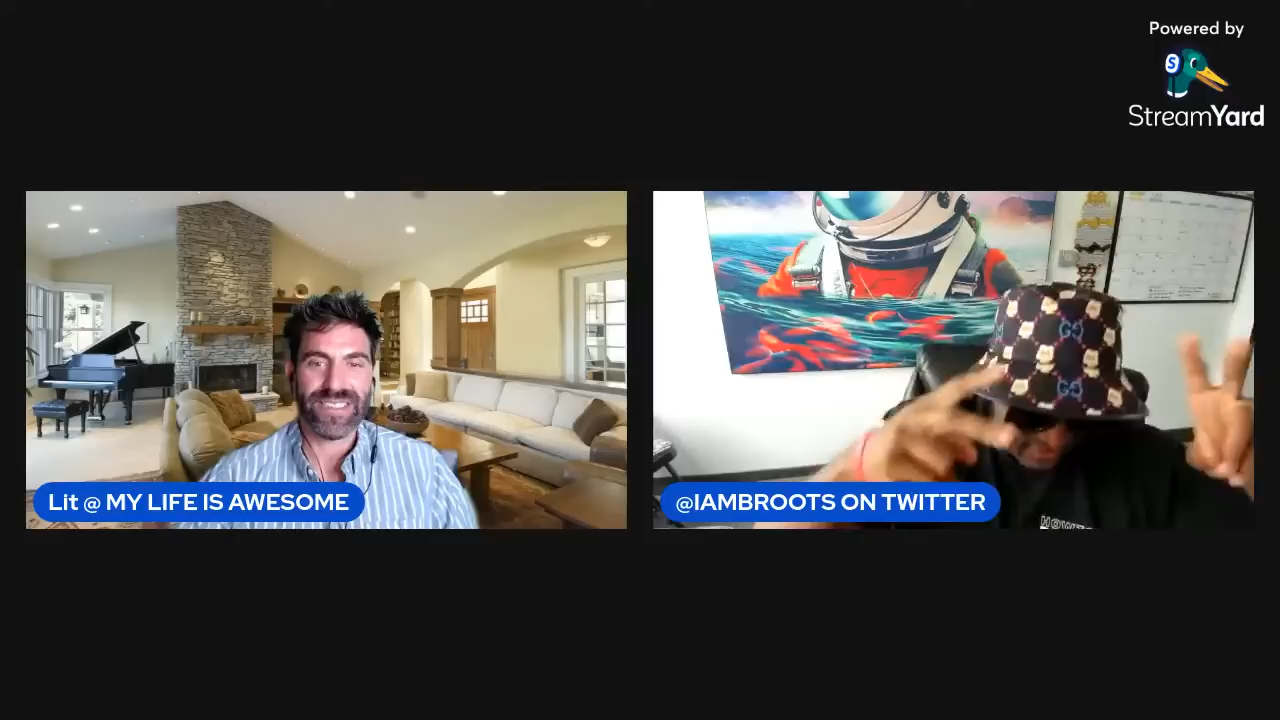 Powered by
S
StreamYard
Lit @ MY LIFE IS AWESOME
@IAMBROOTS ON TWITTER